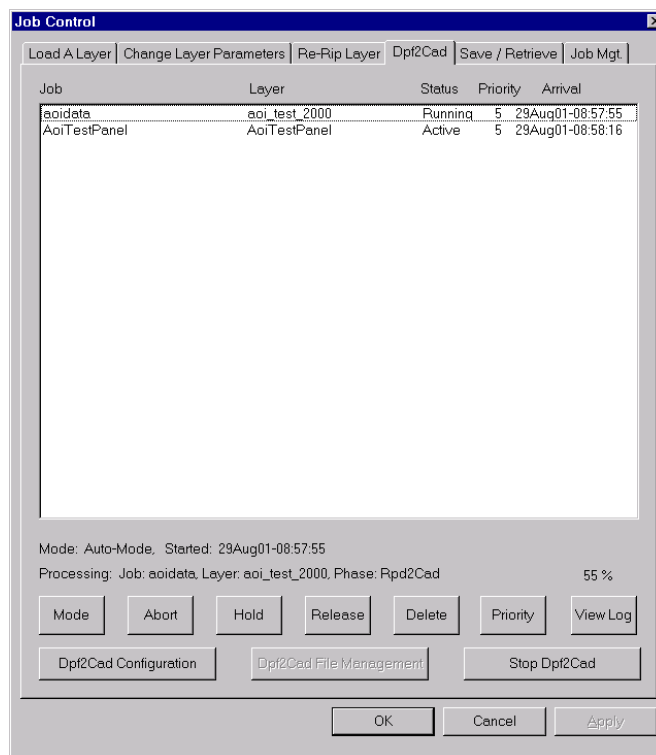 Job Control
Load A Layer Change Layer Parameters Re-Rip Layer Dpf2Cad Save / Retrieve Job Mgt.
Job Layer Status Priority Arrival
aoidata aoi_test_2000 Running 5 29Aug01-08:57:55
AoiTestPanel AoiTestPanel Active 5 29Aug01-08:58:16
Mode: Auto-Mode, Started: 29Aug01-08:57:55
Processing: Job: aoidata, Layer: aoi_test_2000, Phase: Rpd2Cad 55 %
Mode Abort Hold Release Delete Priority View Log
Dpf2Cad Configuration Dpf2Cad File Management Stop Dpf2Cad
OK Cancel Apply